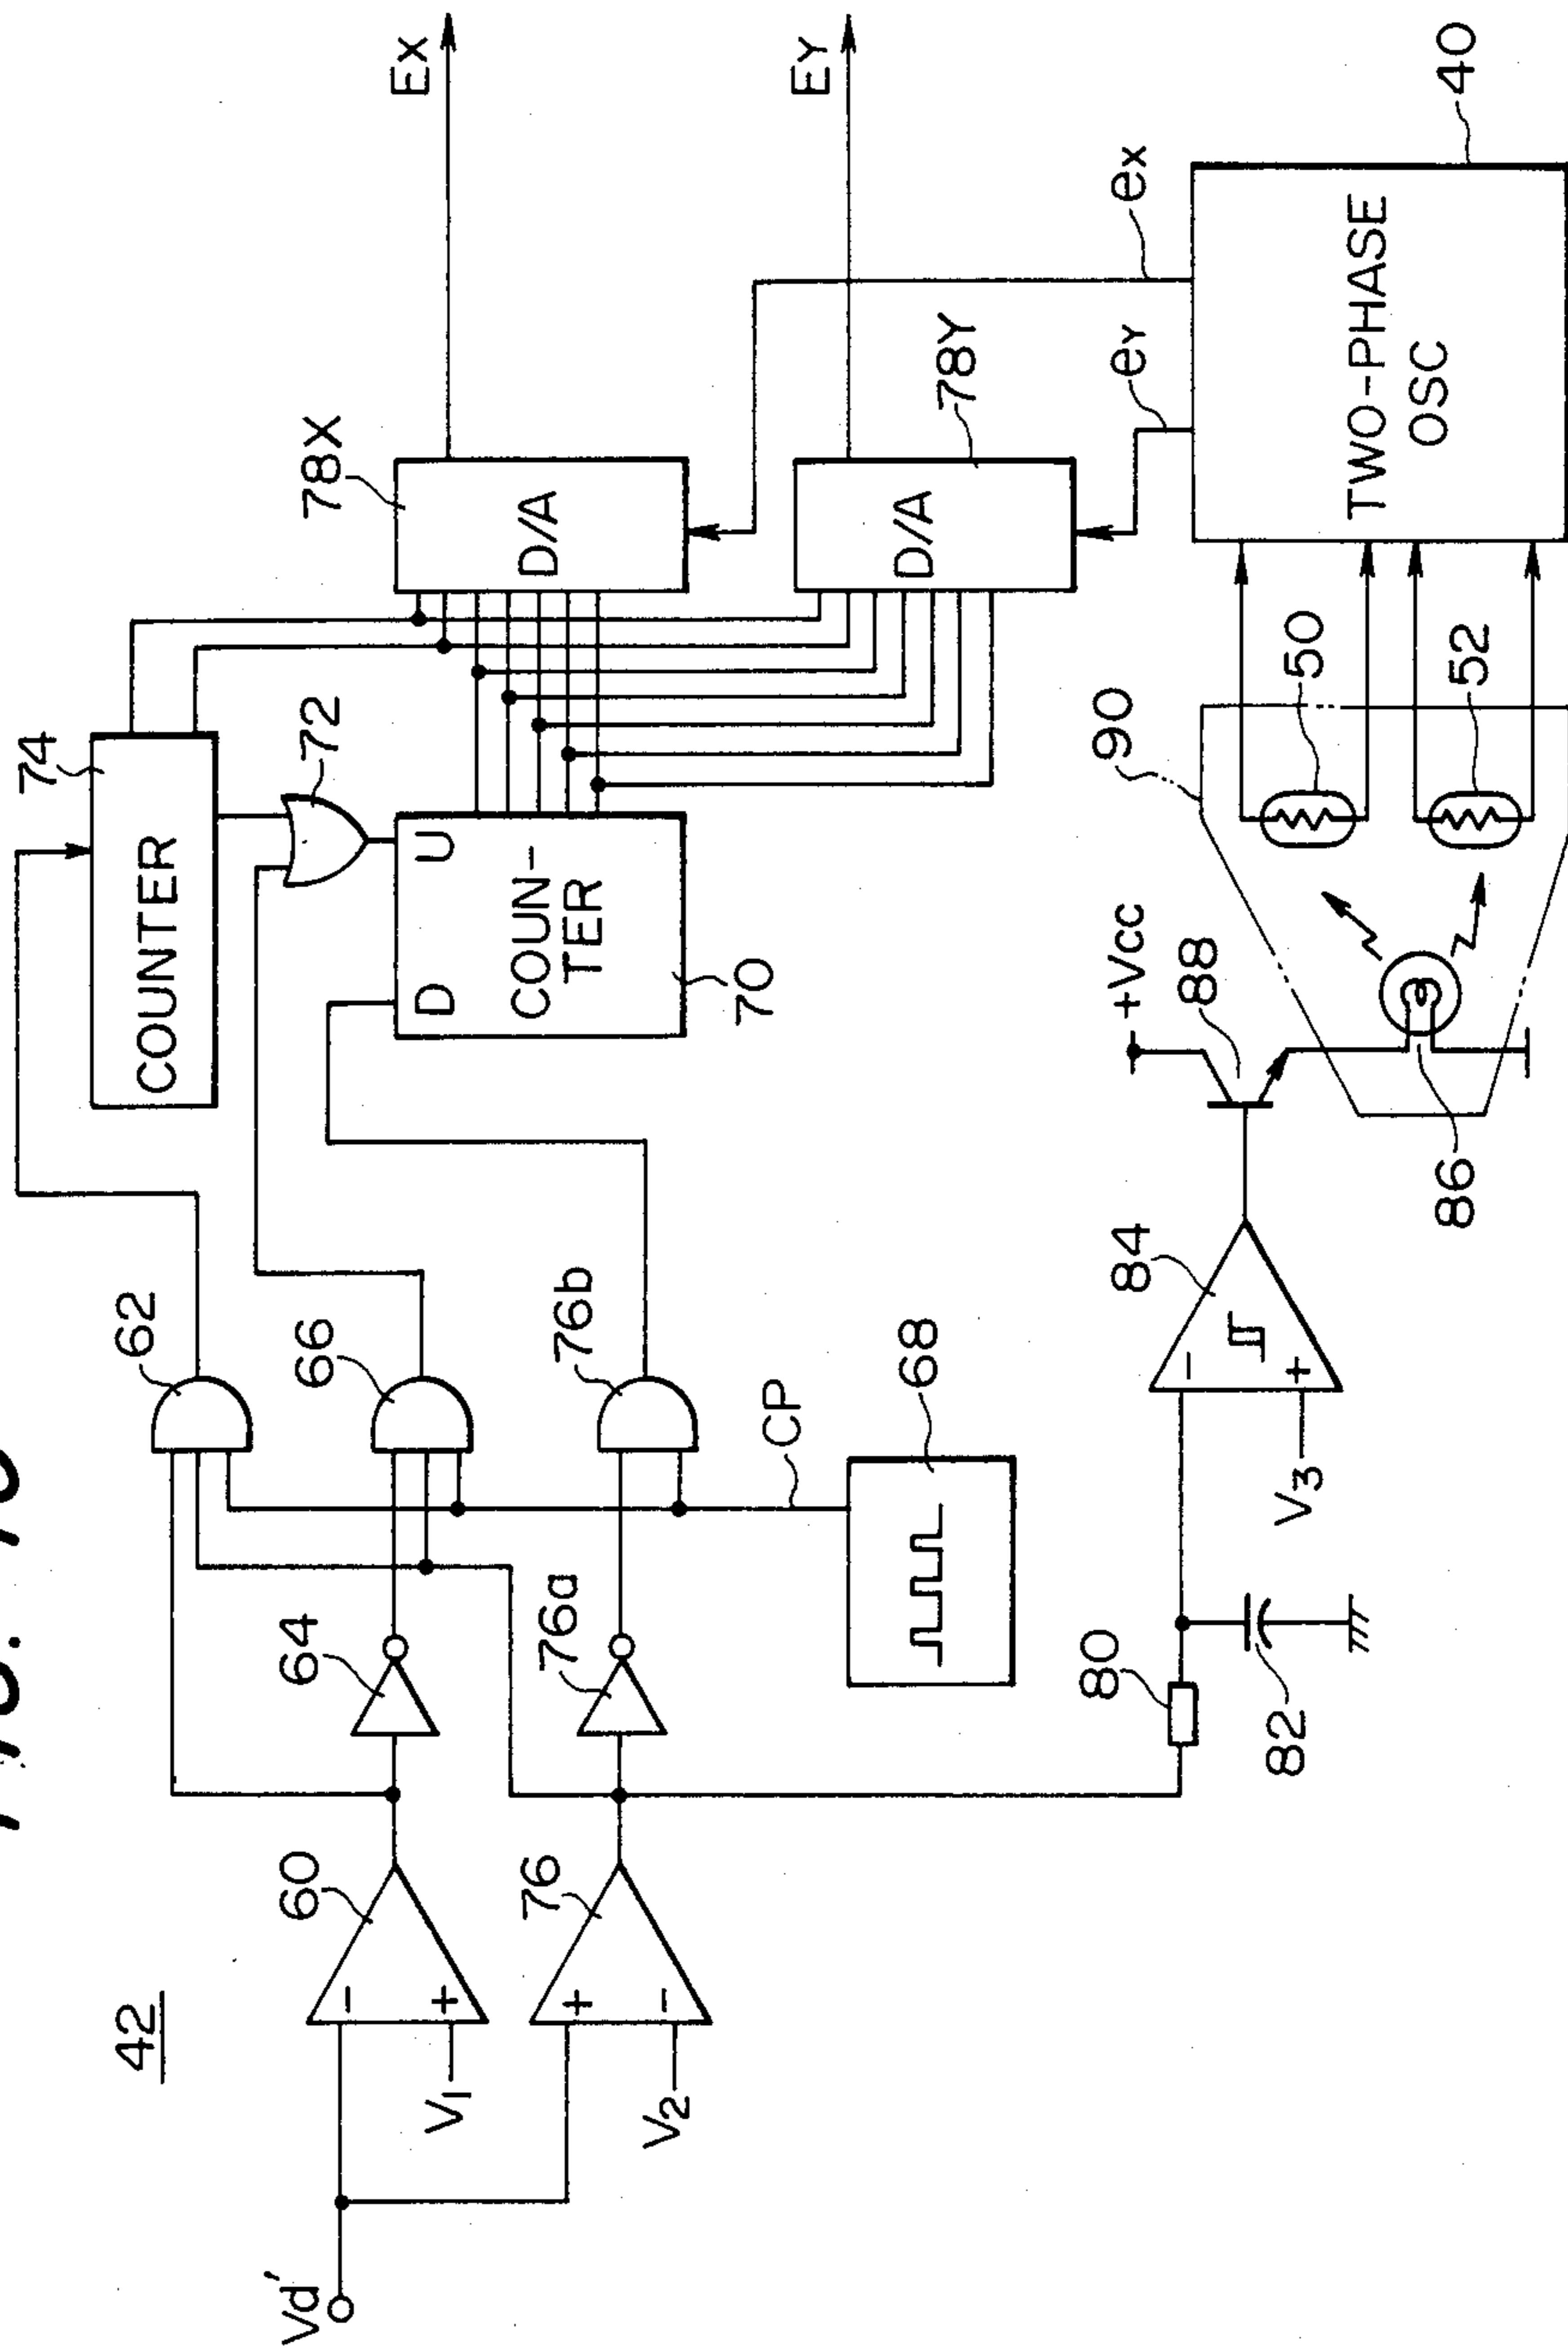 42
Vd'
V1
V2
60
76
64
76a
62
66
76b
CP
68
80
82
V3
84
86
88
+Vcc
90
50
52
74
COUNTER
72
D
U
COUN-
TER
70
78X
D/A
78Y
D/A
EX
EY
eX
eY
TWO-PHASE
OSC
40